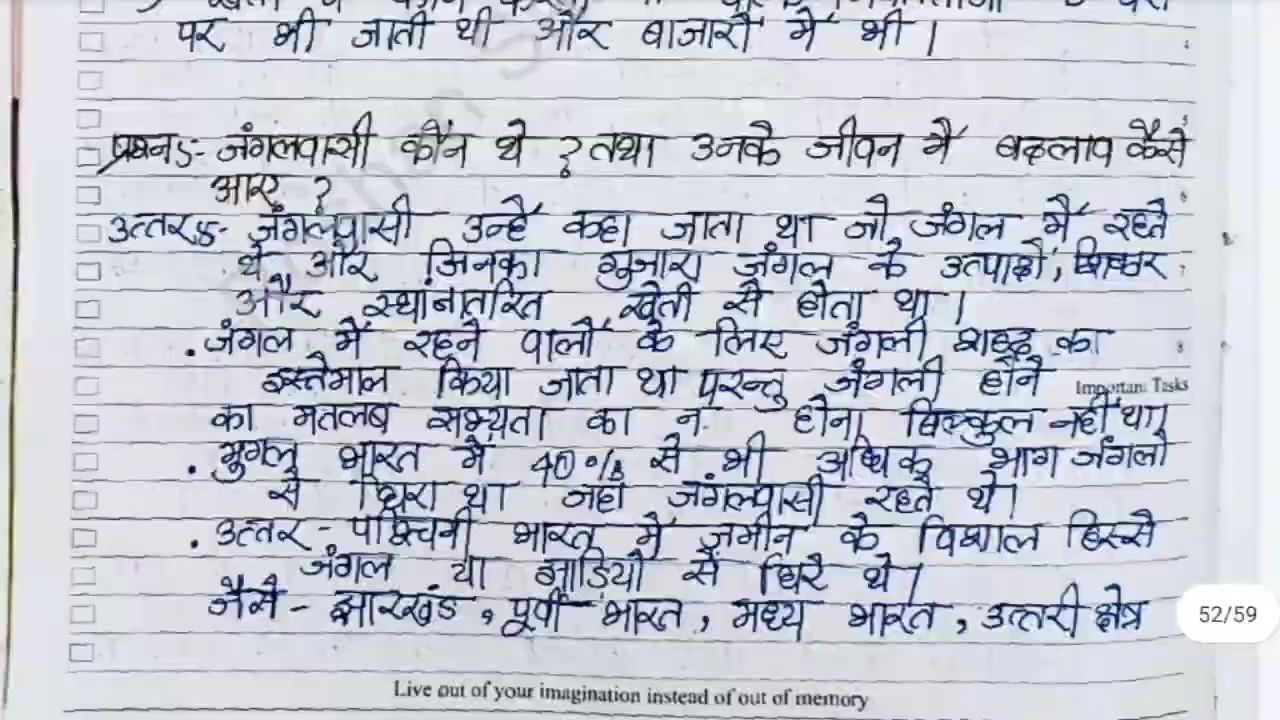 पर भी जाती थी और बाजारों में भी।
प्रश्न5- जंगलवासी कौन थे ? तथा उनके जीवन में बदलाव कैसे
आए ?
उत्तर5- जंगलवासी उन्हें कहा जाता था जो जंगल में रहते
थे और जिनका गुजारा जंगल के उत्पादों, शिकार
और स्थानांतरित खेती से होता था।
. जंगल में रहने वालों के लिए जंगली शब्द का
इस्तेमाल किया जाता था परन्तु जंगली होने
Important Tasks
का मतलब सभ्यता का न होना बिल्कुल नहीं था।
. मुगल भारत में 40% से भी अधिक भाग जंगलो
से घिरा था जहाँ जंगलवासी रहते थे।
. उत्तर - पश्चिमी भारत में जमीन के विशाल हिस्से
जंगल या झाड़ियों से घिरे थे।
जैसे - झारखंड, पूर्वी भारत, मध्य भारत, उत्तरी क्षेत्र
52/59
Live out of your imagination instead of out of memory